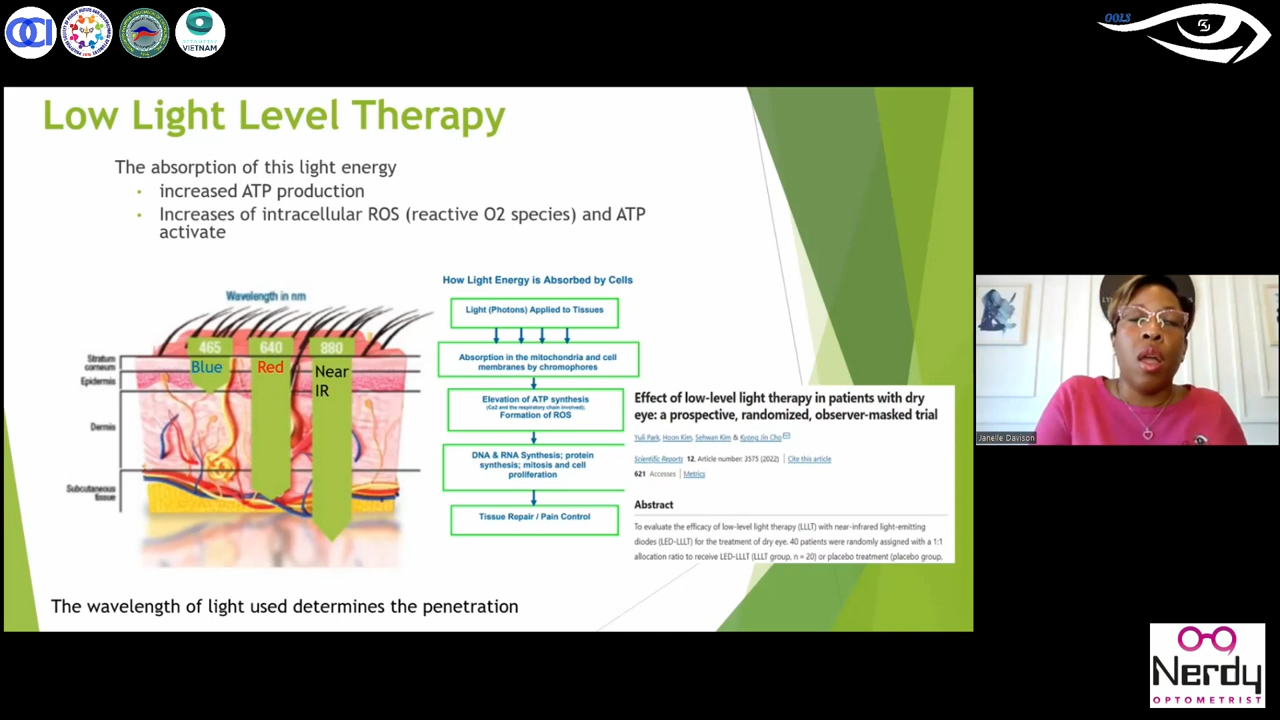 OCI
VIETNAM
OOLS
Low Light Level Therapy
The absorption of this light energy
• increased ATP production
• Increases of intracellular ROS (reactive O2 species) and ATP
activate
Wavelength in nm
465
640
880
Blue
Red
Near
IR
Stratum
corneum
Epidermis
Dermis
Subcutaneous
tissue
How Light Energy is Absorbed by Cells
Light (Photons) Applied to Tissues
Absorption in the mitochondria and cell
membranes by chromophores
Elevation of ATP synthesis
(Ca2 and the respiratory chain involved);
Formation of ROS
DNA & RNA Synthesis; protein
synthesis; mitosis and cell
proliferation
Tissue Repair / Pain Control
Effect of low-level light therapy in patients with dry
eye: a prospective, randomized, observer-masked trial
Yuli Park, Hoon Kim, Sehwan Kim & Kyong Jin Cho
Scientific Reports 12, Article number: 3575 (2022) | Cite this article
621 Accesses | Metrics
Abstract
To evaluate the efficacy of low-level light therapy (LLLT) with near-infrared light-emitting
diodes (LED-LLLT) for the treatment of dry eye. 40 patients were randomly assigned with a 1:1
allocation ratio to receive LED-LLLT (LLLT group, n = 20) or placebo treatment (placebo group,
The wavelength of light used determines the penetration
Janelle Davison
Nerdy
OPTOMETRIST